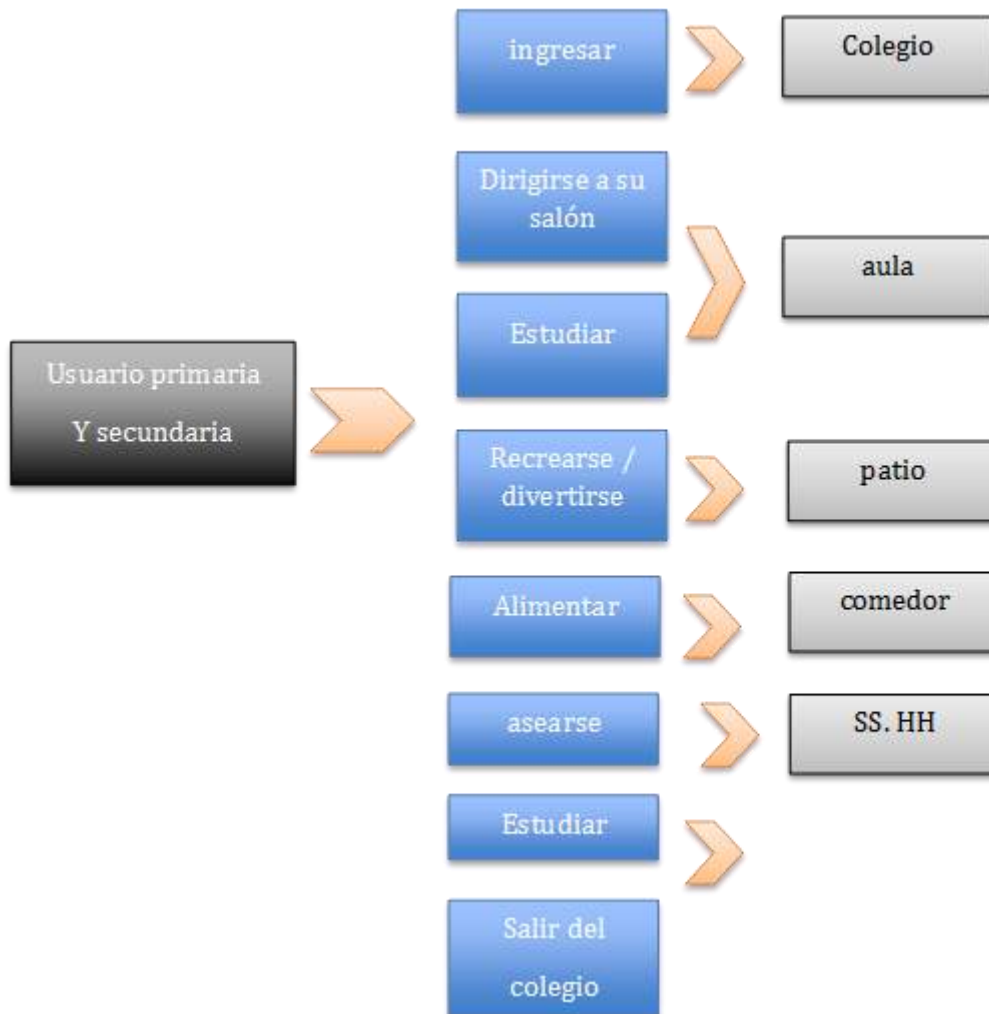 ingresar
Colegio
Dirigirse a su
salón
aula
Estudiar
Usuario primaria
Y secundaria
Recrearse /
divertirse
patio
Alimentar
comedor
asearse
SS. HH
Estudiar
Salir del
colegio